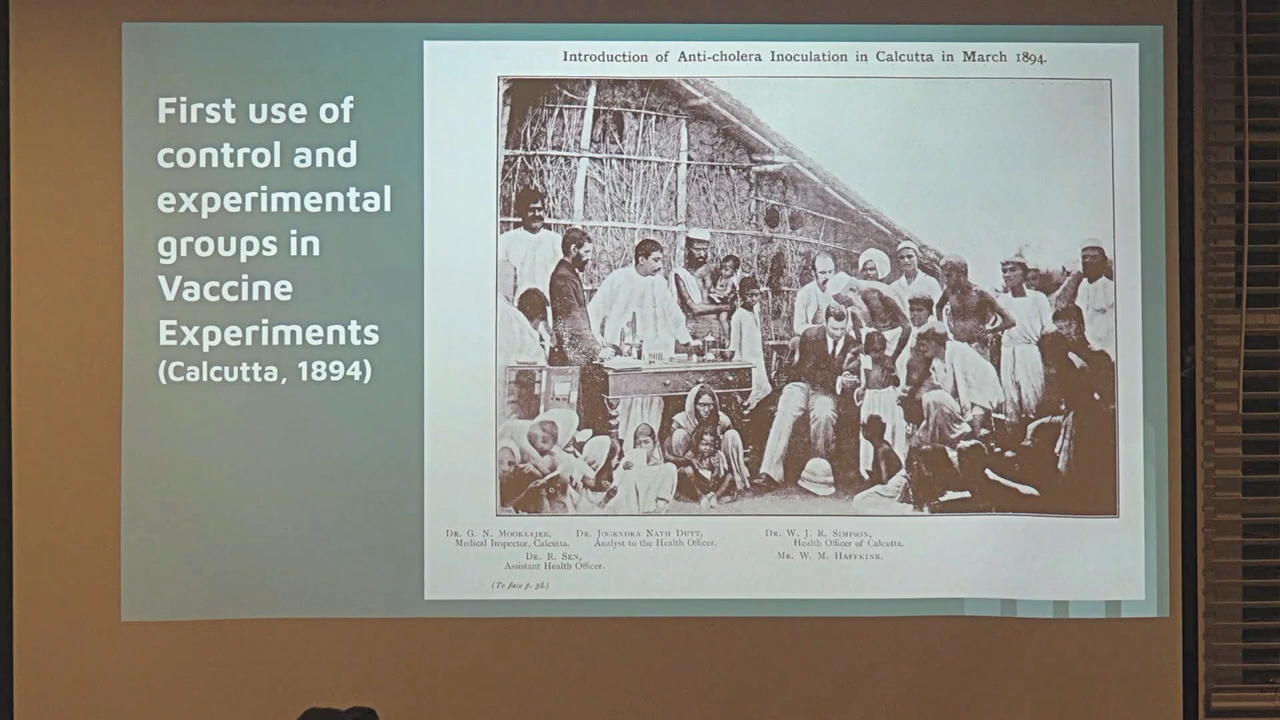 First use of
control and
experimental
groups in
Vaccine
Experiments
(Calcutta, 1894)
Introduction of Anti-cholera Inoculation in Calcutta in March 1894.
Dr. G. N. Mookerjee,
Medical Inspector, Calcutta.
Dr. Jogendra Nath Dutt,
Analyst to the Health Officer.
Dr. R. Sen,
Assistant Health Officer.
Dr. W. J. R. Simpson,
Health Officer of Calcutta.
Mr. W. M. Haffkine.
(To face p. 38.)